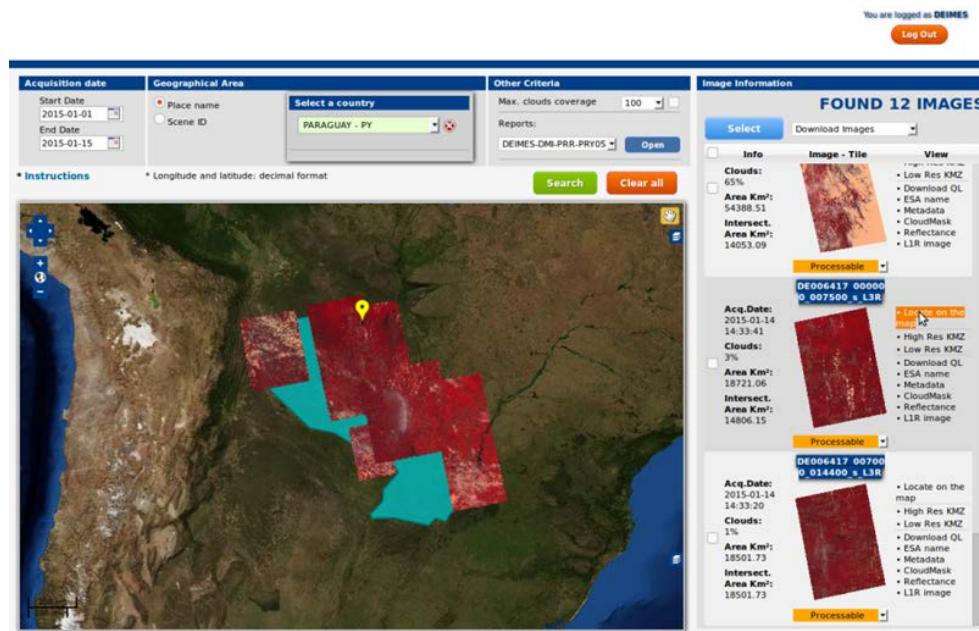 You are logged as DEIMES
Log Out
Acquisition date
Start Date
2015-01-01
End Date
2015-01-15
Geographical Area
Place name
Scene ID
Select a country
PARAGUAY - PY
Other Criteria
Max. clouds coverage 100
Reports:
DEIMES-DMI-PRR-PRY05 Open
* Instructions * Longitude and latitude: decimal format
Search Clear all
Image Information
FOUND 12 IMAGES
Select Download Images
Info Image - Tile View
Clouds:
65%
Area Km²:
54388.51
Intersect.
Area Km²:
14053.09
• Low Res KMZ
• Download QL
• ESA name
• Metadata
• CloudMask
• Reflectance
• L1R image
Processable
DE006417_00000
0_007500_s_L3R
Acq.Date:
2015-01-14
14:33:41
Clouds:
3%
Area Km²:
18721.06
Intersect.
Area Km²:
14806.15
• Locate on the
map
• High Res KMZ
• Low Res KMZ
• Download QL
• ESA name
• Metadata
• CloudMask
• Reflectance
• L1R image
Processable
DE006417_00700
0_014400_s_L3R
Acq.Date:
2015-01-14
14:33:20
Clouds:
1%
Area Km²:
18501.73
Intersect.
Area Km²:
18501.73
• Locate on the
map
• High Res KMZ
• Low Res KMZ
• Download QL
• ESA name
• Metadata
• CloudMask
• Reflectance
• L1R image
Processable